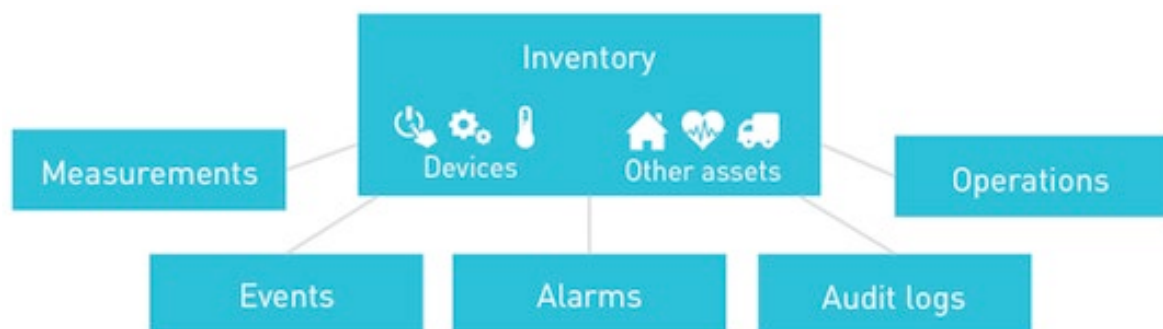 Inventory
Devices
Other assets
Measurements
Operations
Events
Alarms
Audit logs